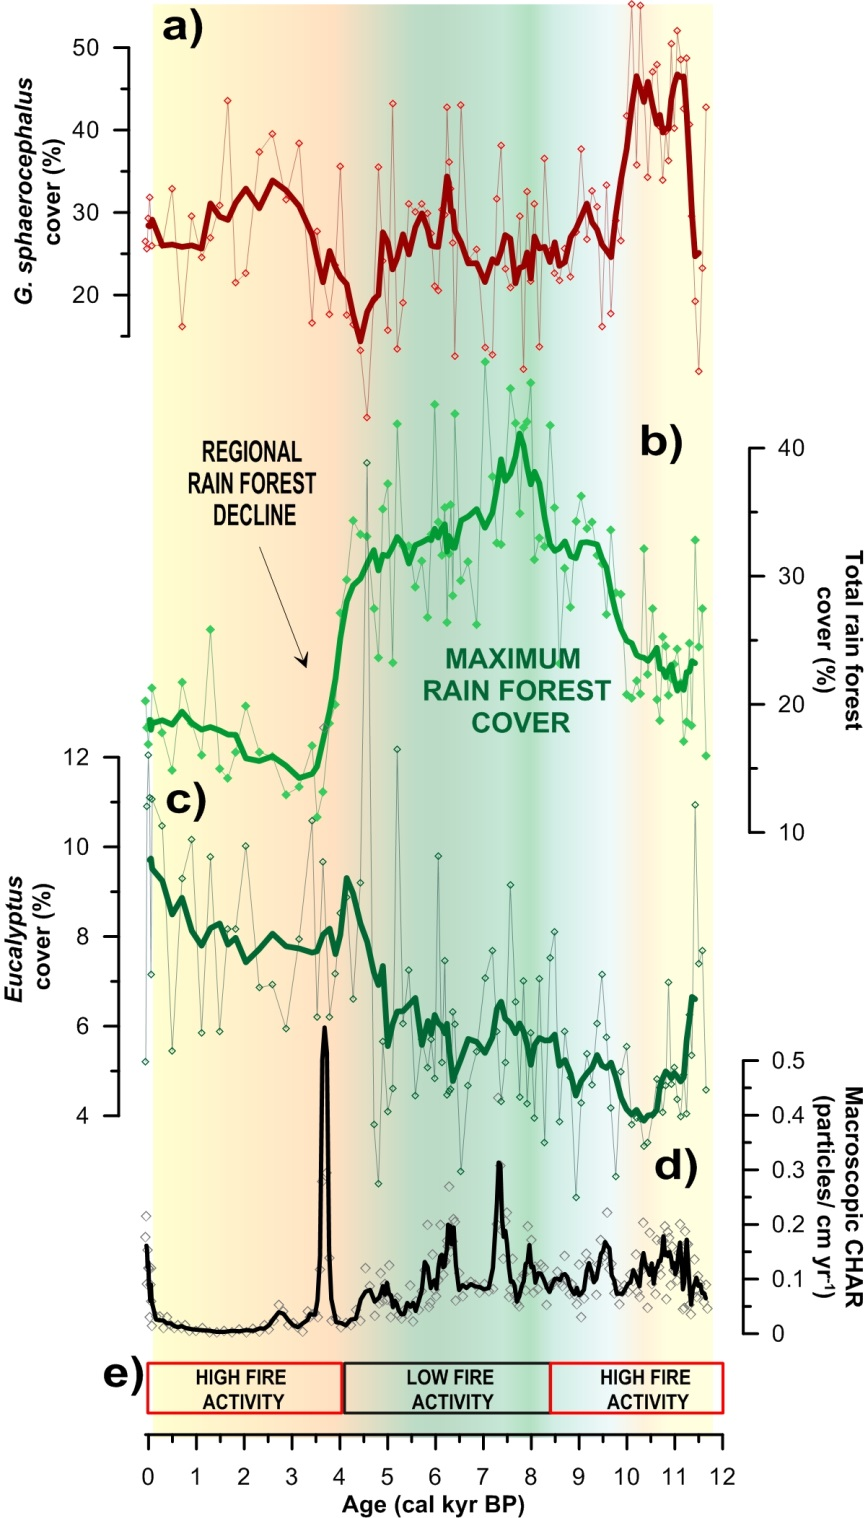 a)
50
40
30
20
G. sphaerocephalus
cover (%)
b)
40
30
20
10
Total rain forest
cover (%)
REGIONAL
RAIN FOREST
DECLINE
MAXIMUM
RAIN FOREST
COVER
c)
12
10
8
6
4
Eucalyptus
cover (%)
d)
0.5
0.4
0.3
0.2
0.1
0
Macroscopic CHAR
(particles/ cm yr⁻¹)
e)
HIGH FIRE
ACTIVITY
LOW FIRE
ACTIVITY
HIGH FIRE
ACTIVITY
0 1 2 3 4 5 6 7 8 9 10 11 12
Age (cal kyr BP)